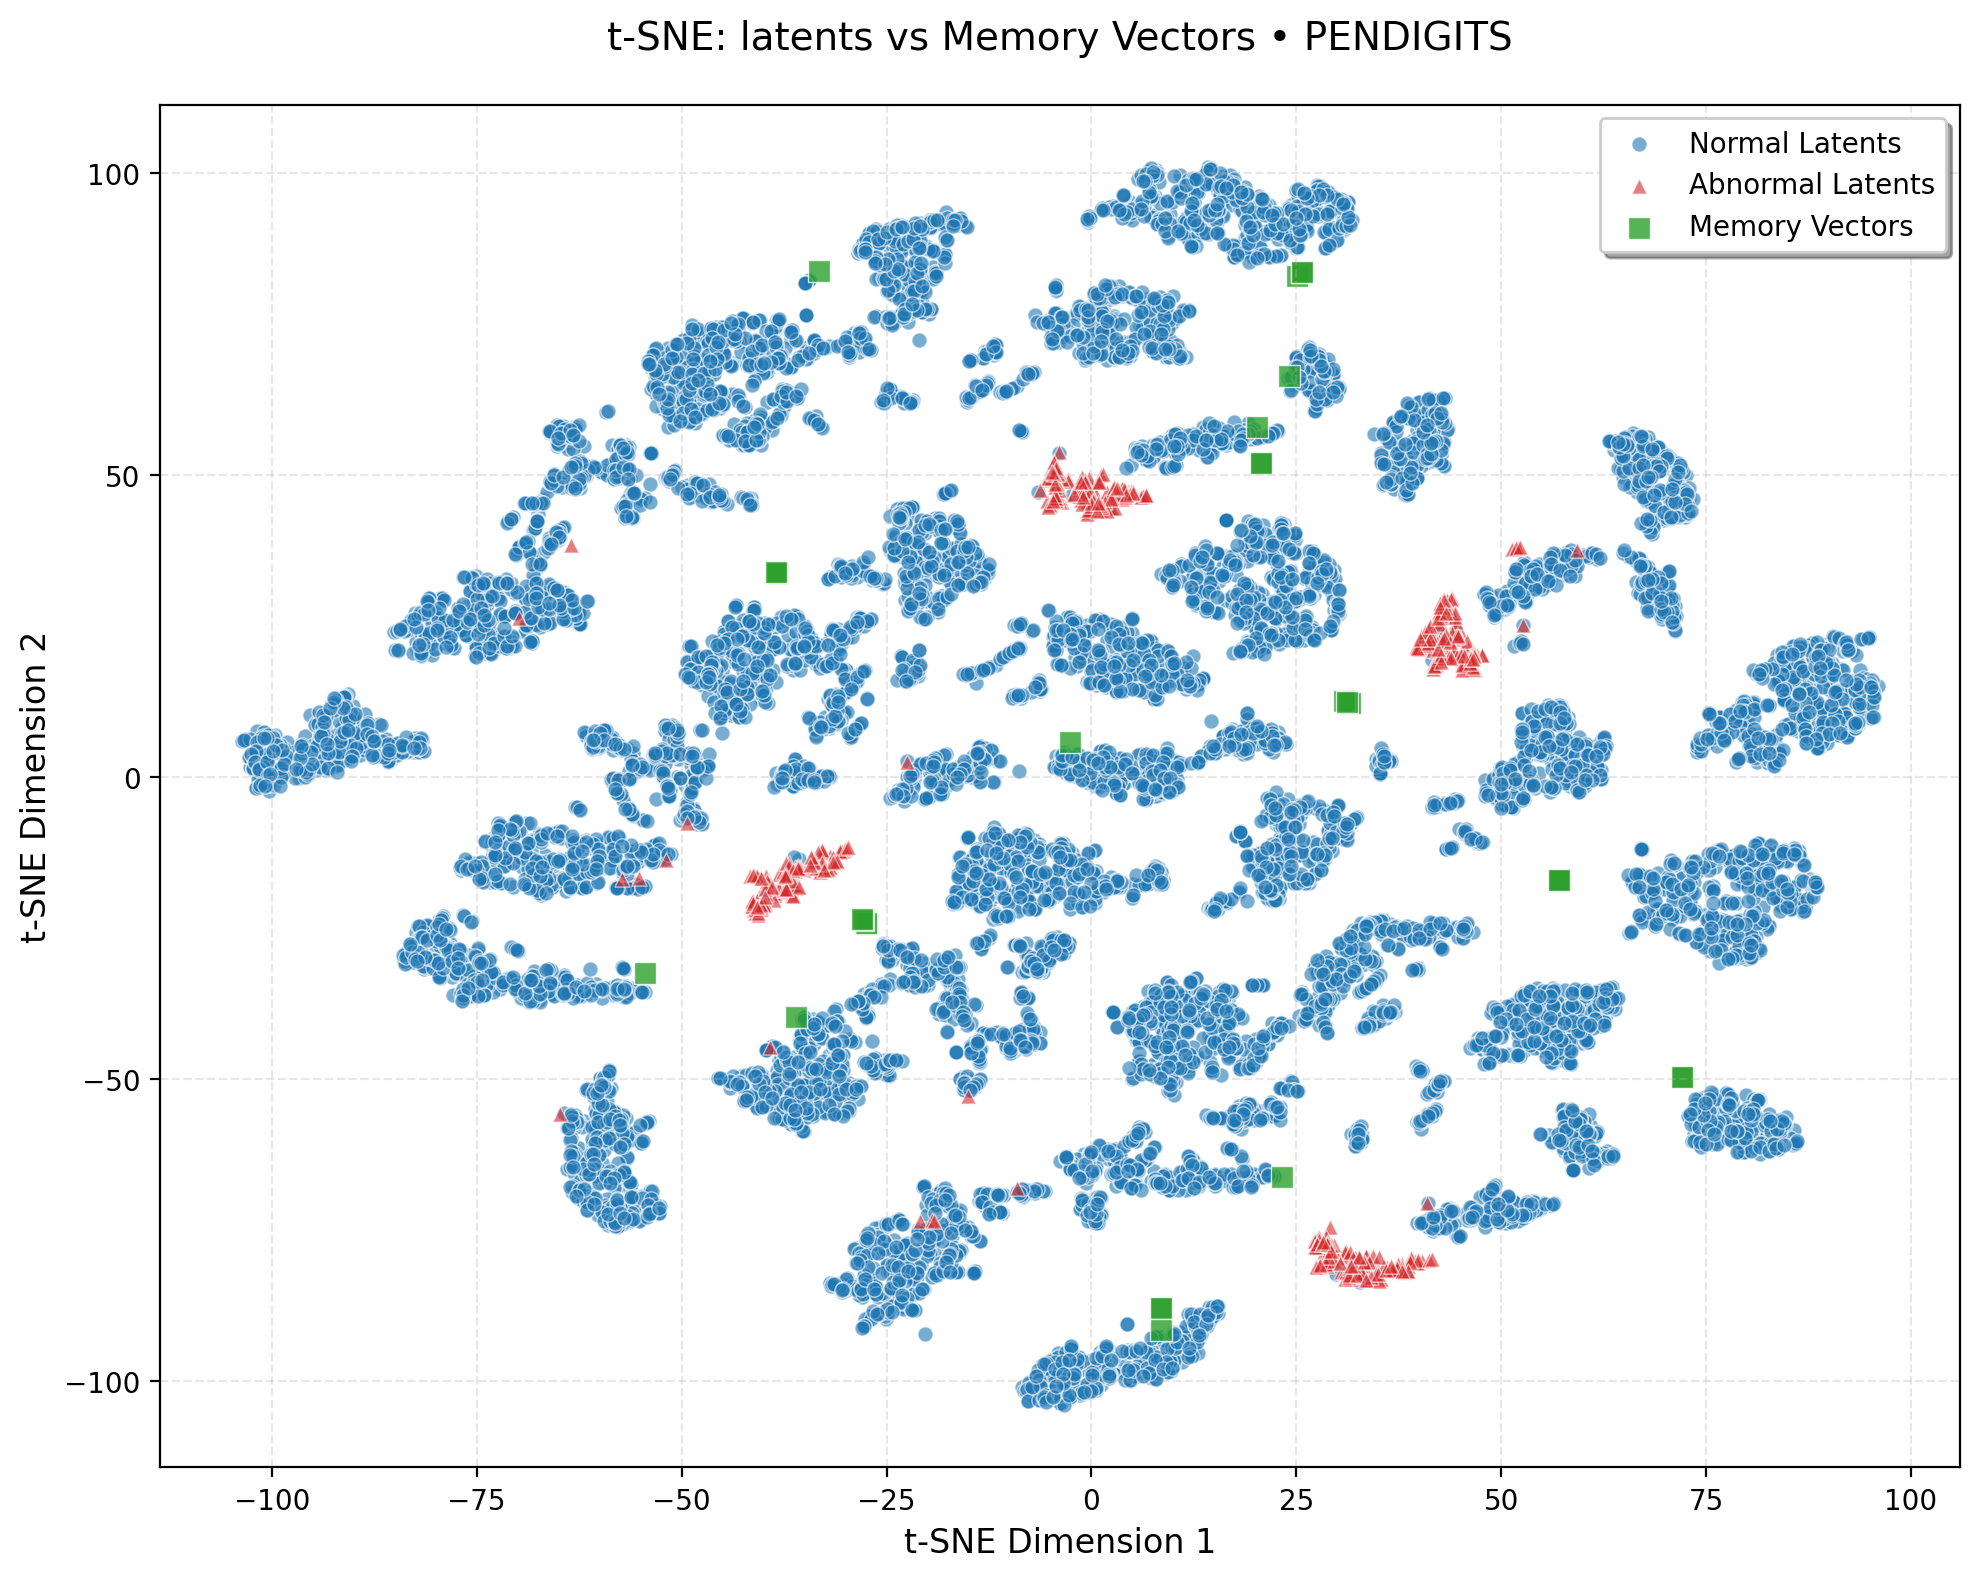 t-SNE: latents vs Memory Vectors • PENDIGITS
Normal Latents
Abnormal Latents
Memory Vectors
100
50
0
−50
−100
t-SNE Dimension 2
−100
−75
−50
−25
0
25
50
75
100
t-SNE Dimension 1